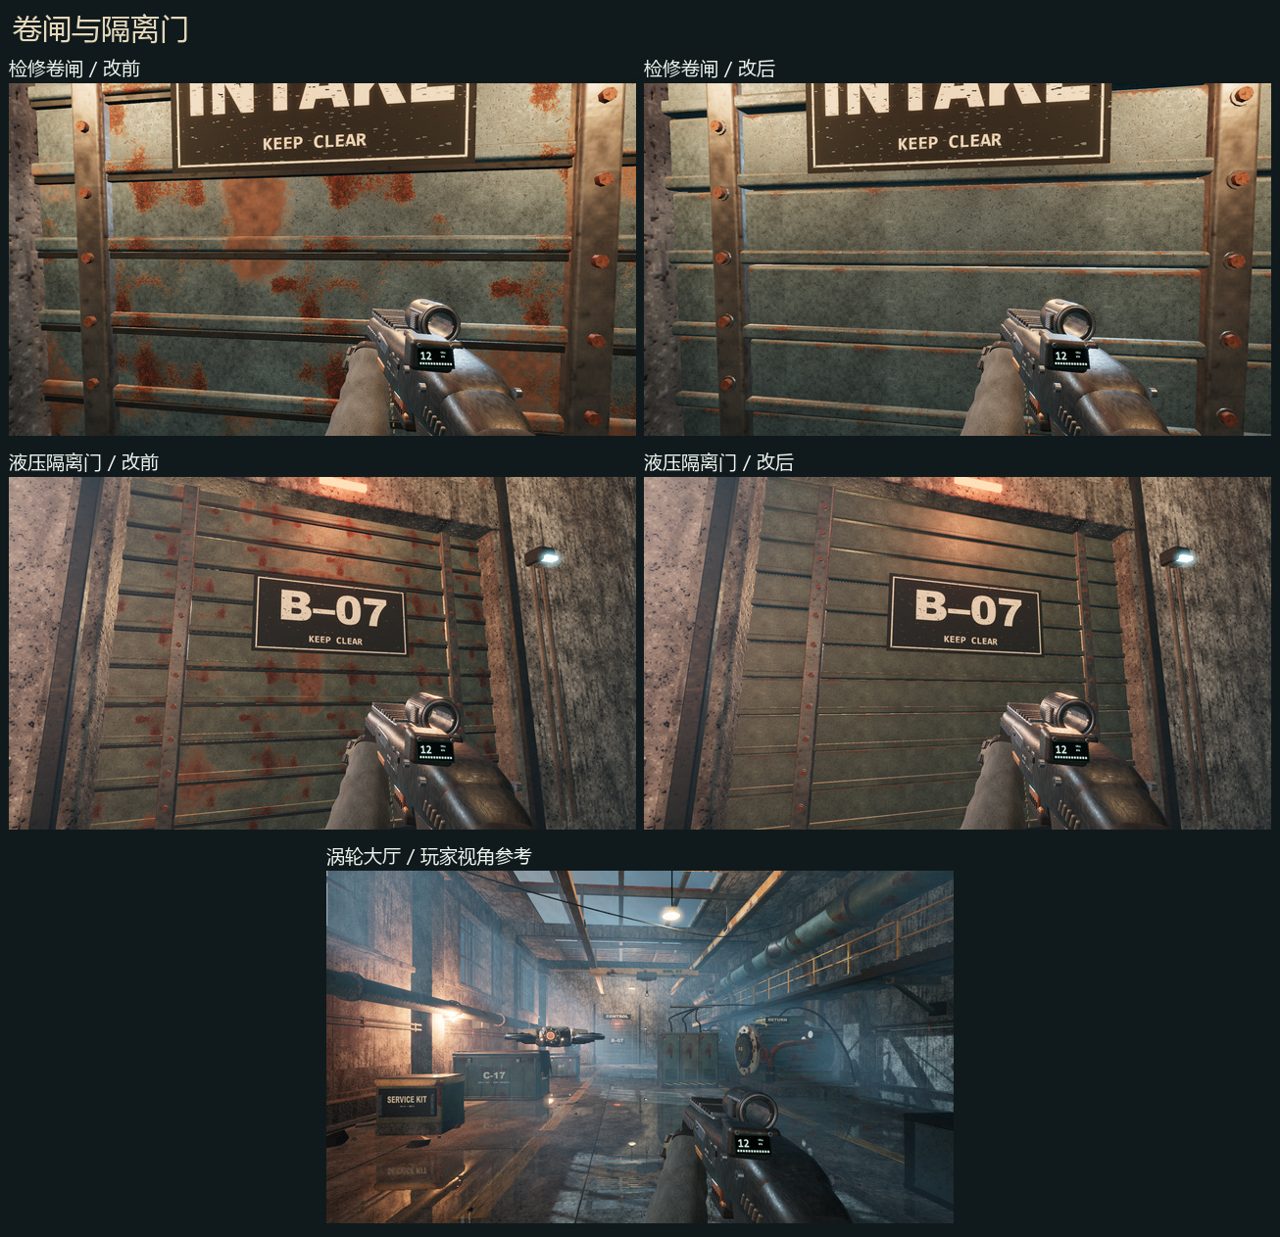 卷闸与隔离门
检修卷闸 / 改前
检修卷闸 / 改后
INTAKE
KEEP CLEAR
12
INTAKE
KEEP CLEAR
12
液压隔离门 / 改前
液压隔离门 / 改后
B–07
KEEP CLEAR
12
B–07
KEEP CLEAR
12
涡轮大厅 / 玩家视角参考
CONTROL
B-07
RETURN
C-17
SERVICE KIT
12